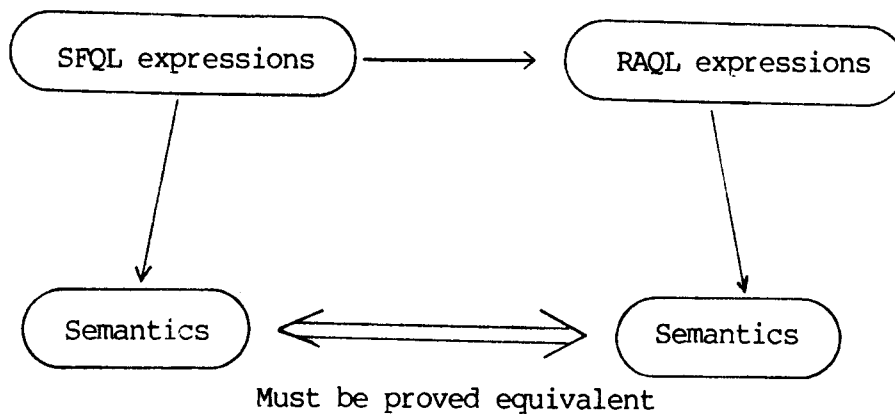 SFQL expressions
RAQL expressions
Semantics
Semantics
Must be proved equivalent